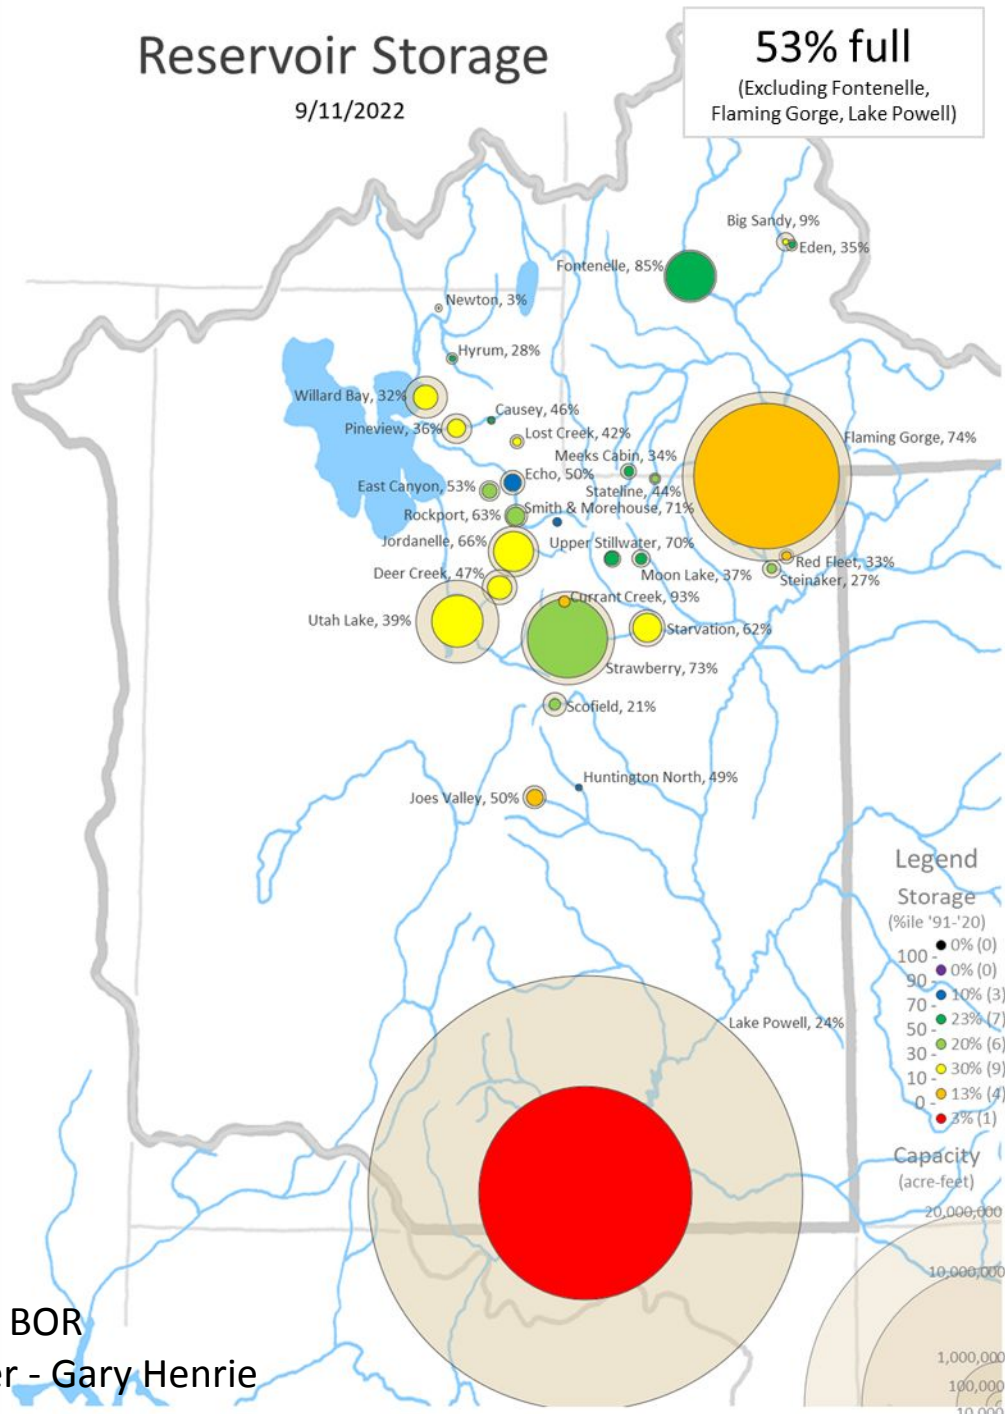 Reservoir Storage
9/11/2022
53% full
(Excluding Fontenelle,
Flaming Gorge, Lake Powell)
Big Sandy, 9%
Eden, 35%
Fontenelle, 85%
Newton, 3%
Hyrum, 28%
Willard Bay, 32%
Causey, 46%
Pineview, 36%
Lost Creek, 42%
Flaming Gorge, 74%
Meeks Cabin, 34%
Echo, 50%
East Canyon, 53%
Stateline, 44%
Smith & Morehouse, 71%
Rockport, 63%
Jordanelle, 66%
Upper Stillwater, 70%
Red Fleet, 33%
Deer Creek, 47%
Moon Lake, 37%
Steinaker, 27%
Currant Creek, 93%
Utah Lake, 39%
Starvation, 62%
Strawberry, 73%
Scofield, 21%
Huntington North, 49%
Joes Valley, 50%
Legend
Storage
(%ile '91-'20)
0% (0)
100 -
0% (0)
90 -
10% (3)
70 -
23% (7)
50 -
20% (6)
30 -
30% (9)
10 -
13% (4)
0 -
3% (1)
Lake Powell, 24%
Capacity
(acre-feet)
20,000,000
10,000,000
1,000,000
100,000
10,000
BOR
er - Gary Henrie